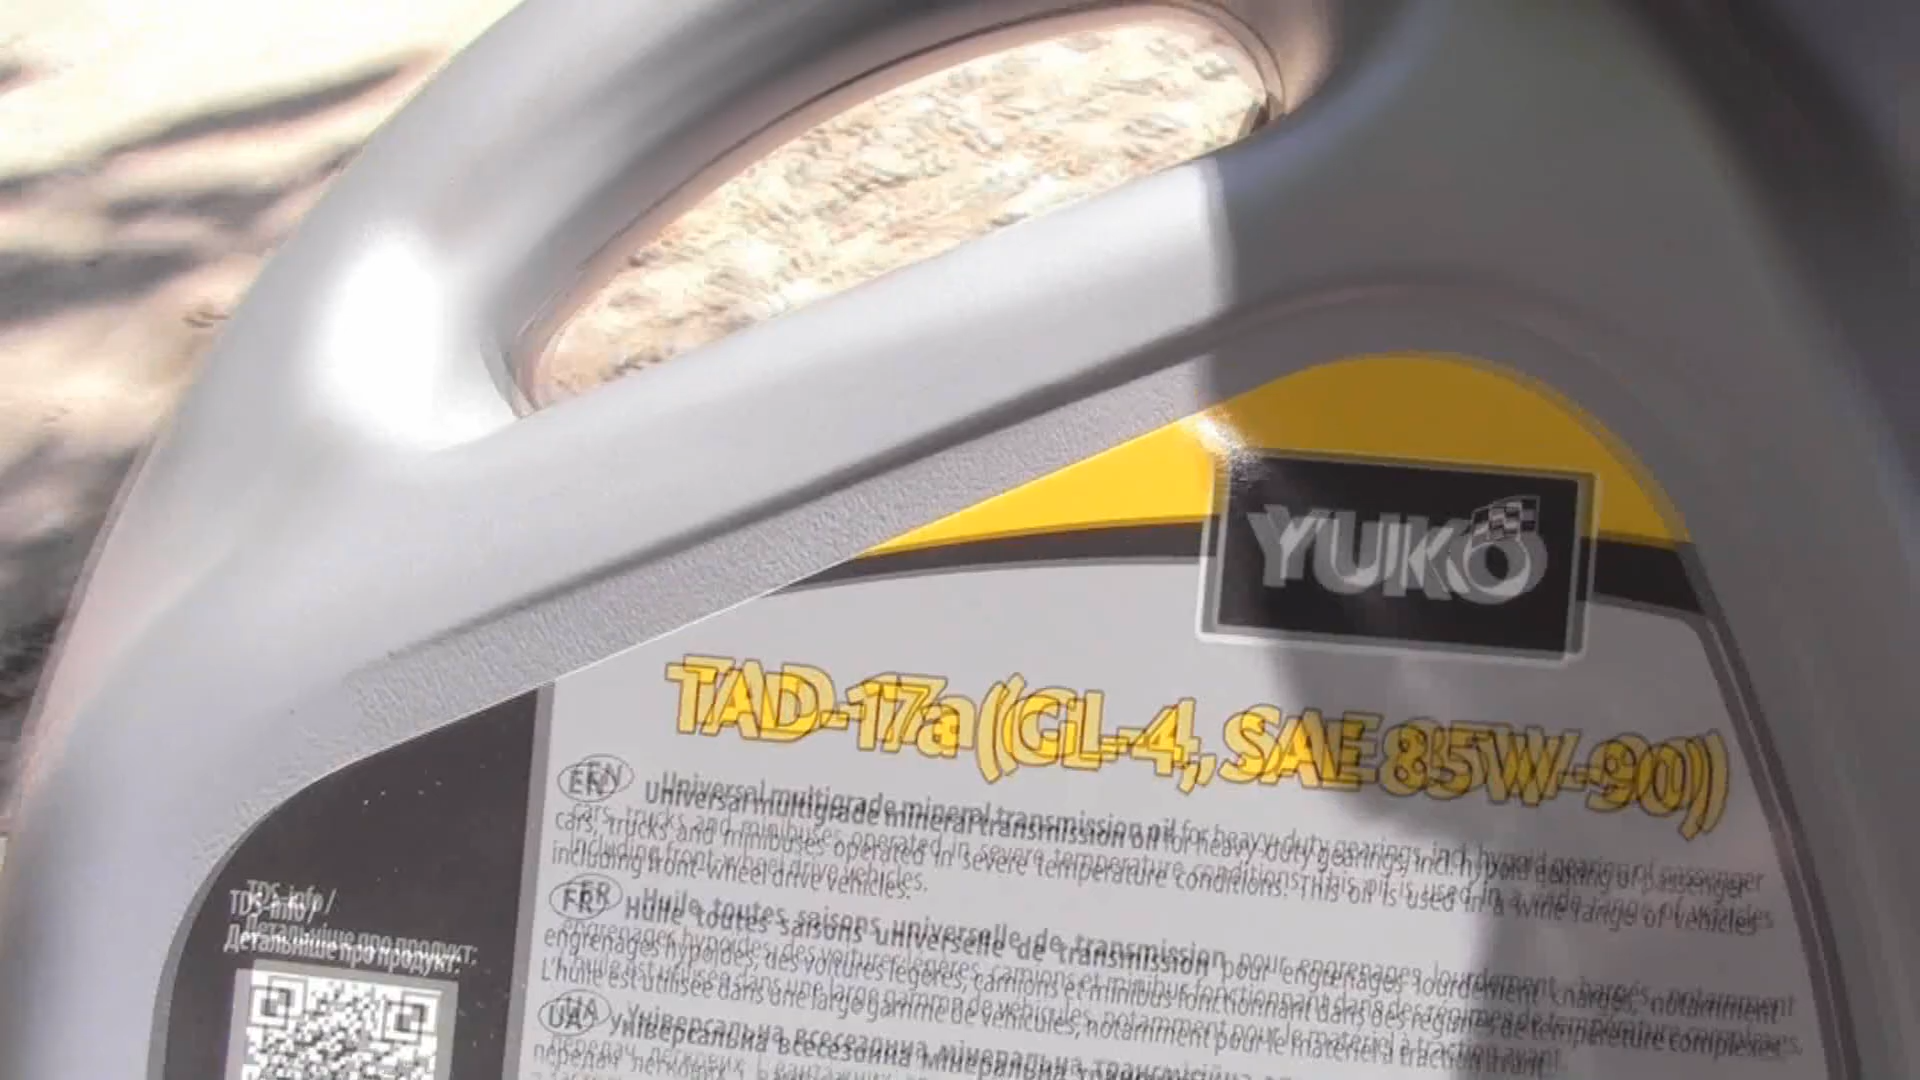 YUKO
TAD-17a (GL-4, SAE 85W-90)
EN Universal multigrade mineral transmission oil for heavy duty gearings, incl. hypoid gearing of passenger
cars, trucks and minibuses operated in severe temperature conditions. This oil is used in a wide range of vehicles
including front-wheel drive vehicles.
FR Huile toutes saisons universelle de transmission pour engrenages lourdement chargés, notamment
engrenages hypoïdes, des voitures légères, camions et minibus fonctionnant dans des régimes de température complexes.
L'huile est utilisée dans une large gamme de véhicules, notamment pour le matériel à traction avant.
UA Універсальна всесезонна мінеральна трансмісійна
передач легкових
TDS-info /
Детальніше про продукт: